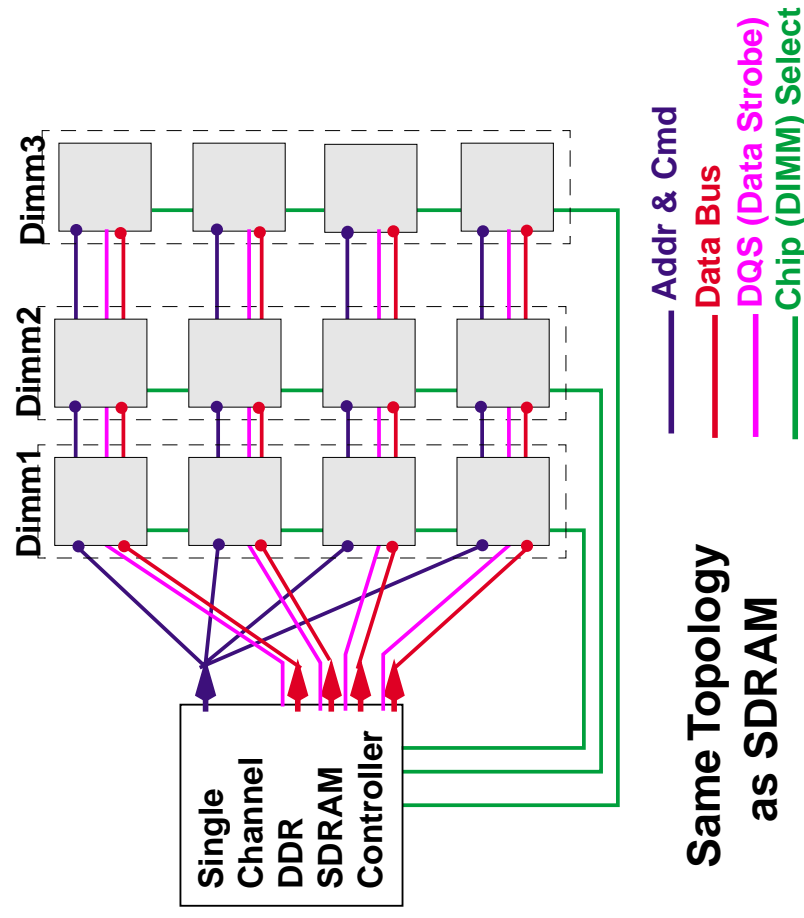 Dimm1
Dimm2
Dimm3
Single
Channel
DDR
SDRAM
Controller
Addr & Cmd
Data Bus
DQS (Data Strobe)
Chip (DIMM) Select
Same Topology
as SDRAM